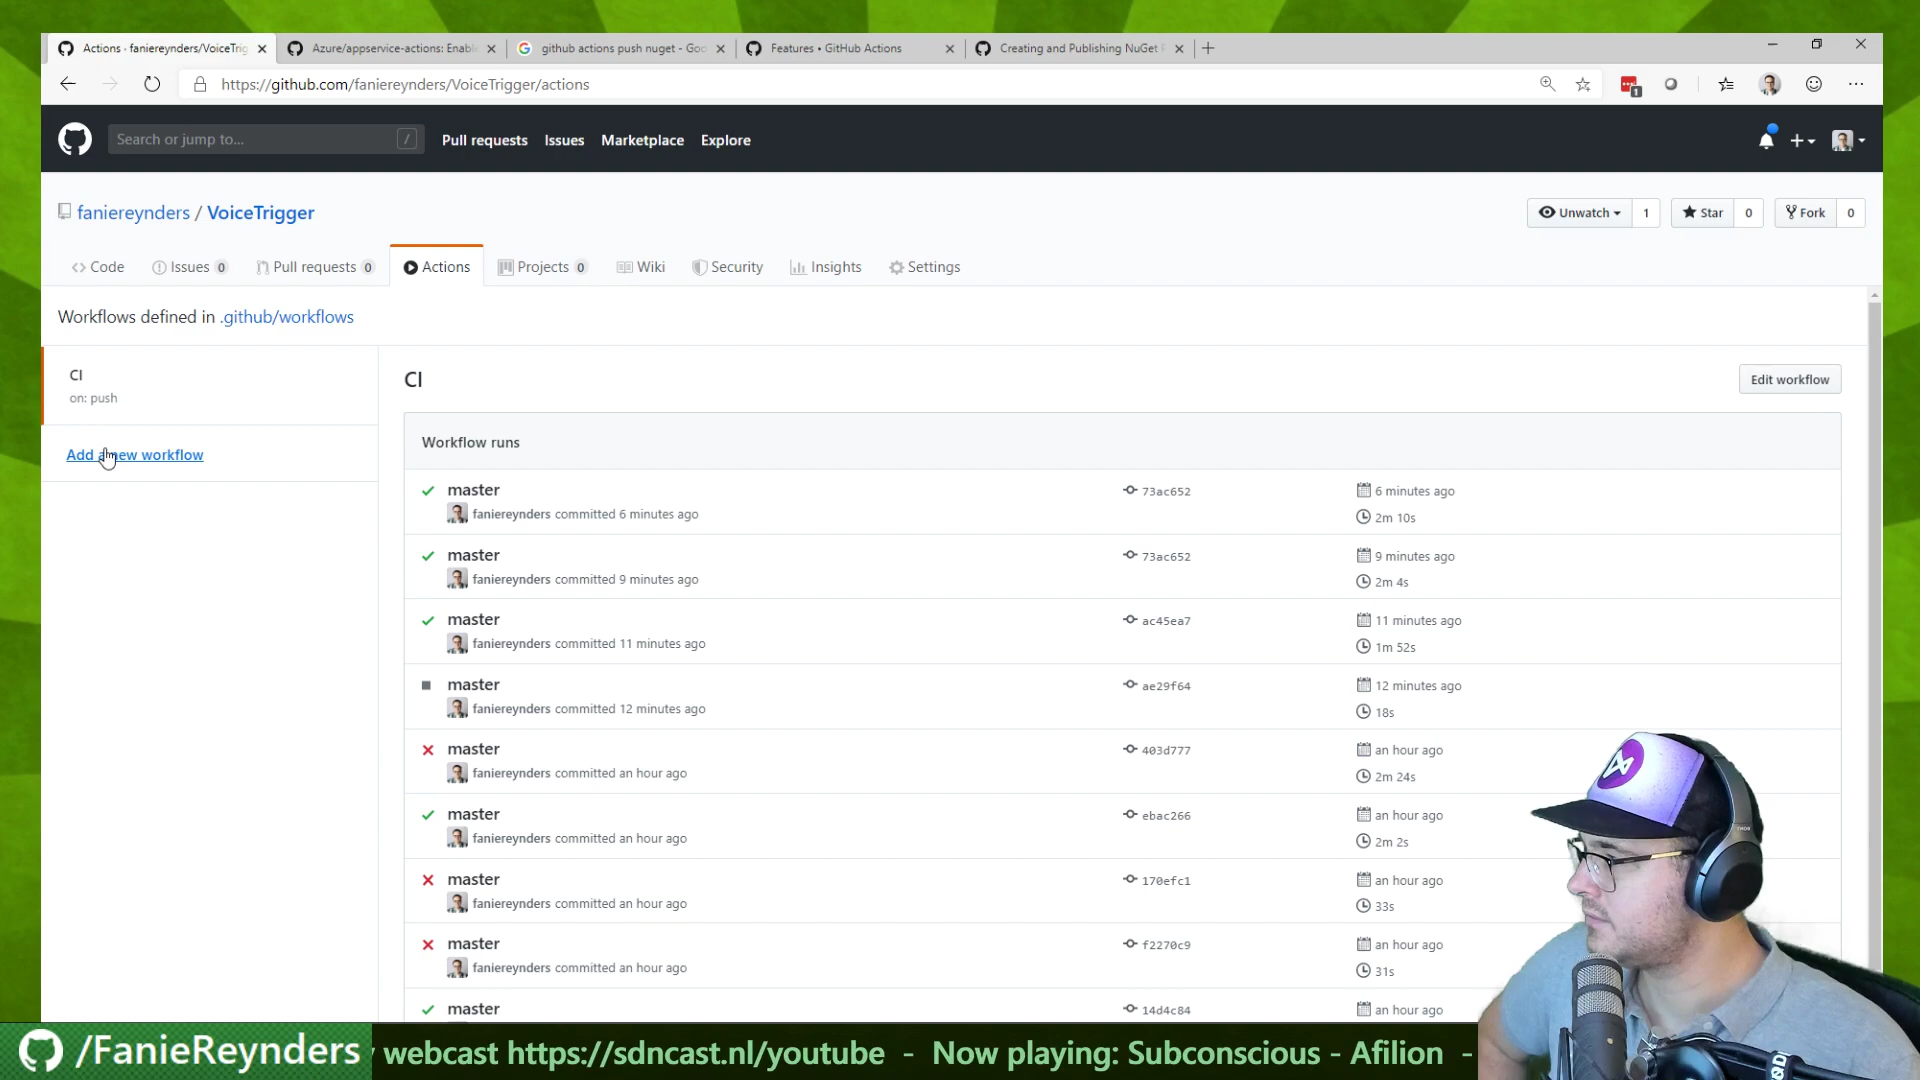 Actions · faniereynders/VoiceTrig
Azure/appservice-actions: Enabl
github actions push nuget - Goo
Features • GitHub Actions
Creating and Publishing NuGet P
https://github.com/faniereynders/VoiceTrigger/actions
1
Search or jump to...
/
Pull requests
Issues
Marketplace
Explore
faniereynders / VoiceTrigger
Unwatch
1
Star
0
Fork
0
Code
Issues 0
Pull requests 0
Actions
Projects 0
Wiki
Security
Insights
Settings
Workflows defined in .github/workflows
CI
on: push
Add a new workflow
CI
Edit workflow
Workflow runs
master
73ac652
6 minutes ago
faniereynders committed 6 minutes ago
2m 10s
master
73ac652
9 minutes ago
faniereynders committed 9 minutes ago
2m 4s
master
ac45ea7
11 minutes ago
faniereynders committed 11 minutes ago
1m 52s
master
ae29f64
12 minutes ago
faniereynders committed 12 minutes ago
18s
master
403d777
an hour ago
faniereynders committed an hour ago
2m 24s
master
ebac266
an hour ago
faniereynders committed an hour ago
2m 2s
master
170efc1
an hour ago
faniereynders committed an hour ago
33s
master
f2270c9
an hour ago
faniereynders committed an hour ago
31s
master
14d4c84
an hour ago
/FanieReynders
webcast https://sdncast.nl/youtube - Now playing: Subconscious - Afilion -